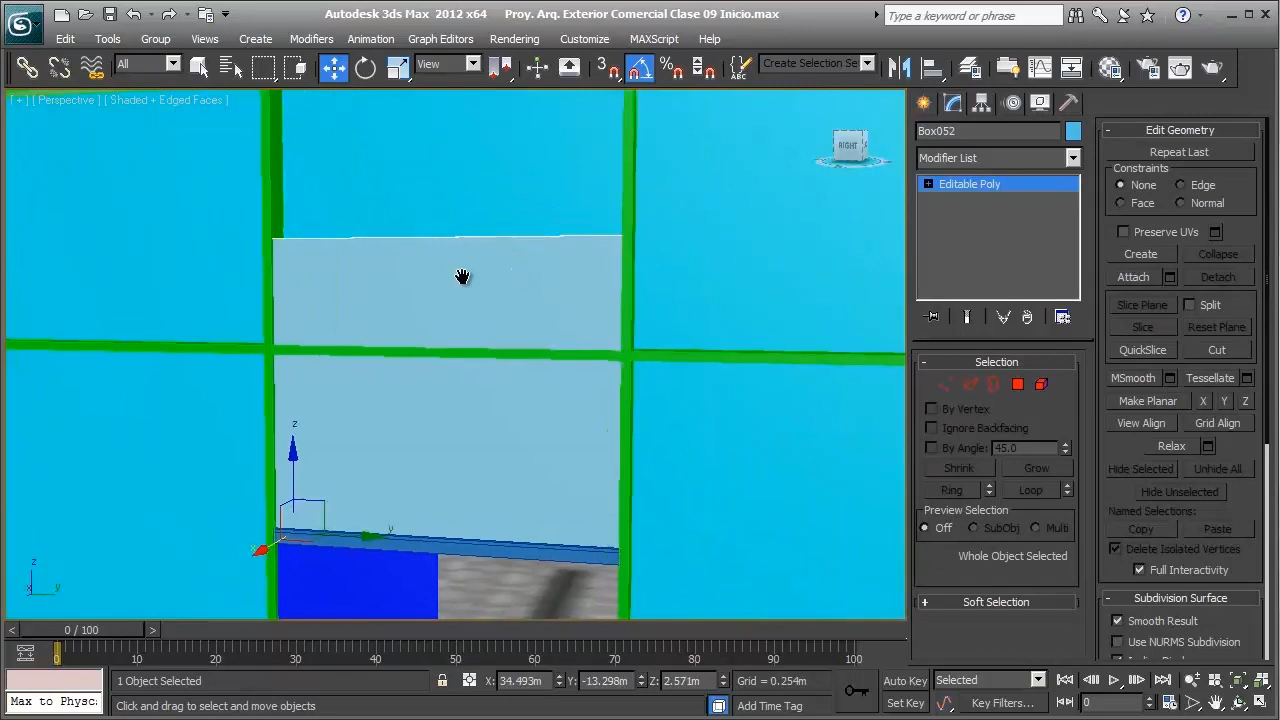 Autodesk 3ds Max 2012 x64 Proy. Arq. Exterior Comercial Clase 09 Inicio.max
Type a keyword or phrase
Edit Tools Group Views Create Modifiers Animation Graph Editors Rendering Customize MAXScript Help
All View 3 Create Selection Se
[ + ] [ Perspective ] [ Shaded + Edged Faces ]
RIGHT
Box052
Modifier List
Editable Poly
Selection
By Vertex
Ignore Backfacing
By Angle: 45.0
Shrink Grow
Ring Loop
Preview Selection
Off SubObj Multi
Whole Object Selected
Soft Selection
Edit Geometry
Repeat Last
Constraints
None Edge
Face Normal
Preserve UVs
Create Collapse
Attach Detach
Slice Plane Split
Slice Reset Plane
QuickSlice Cut
MSmooth Tessellate
Make Planar X Y Z
View Align Grid Align
Relax
Hide Selected Unhide All
Hide Unselected
Named Selections:
Copy Paste
Delete Isolated Vertices
Full Interactivity
Subdivision Surface
Smooth Result
Use NURMS Subdivision
z
y
x
z
x y
< 0 / 100 >
0 10 20 30 40 50 60 70 80 90 100
1 Object Selected X: 34.493m Y: -13.298m Z: 2.571m Grid = 0.254m Auto Key Selected
Max to Physc: Click and drag to select and move objects Add Time Tag Set Key Key Filters... 0